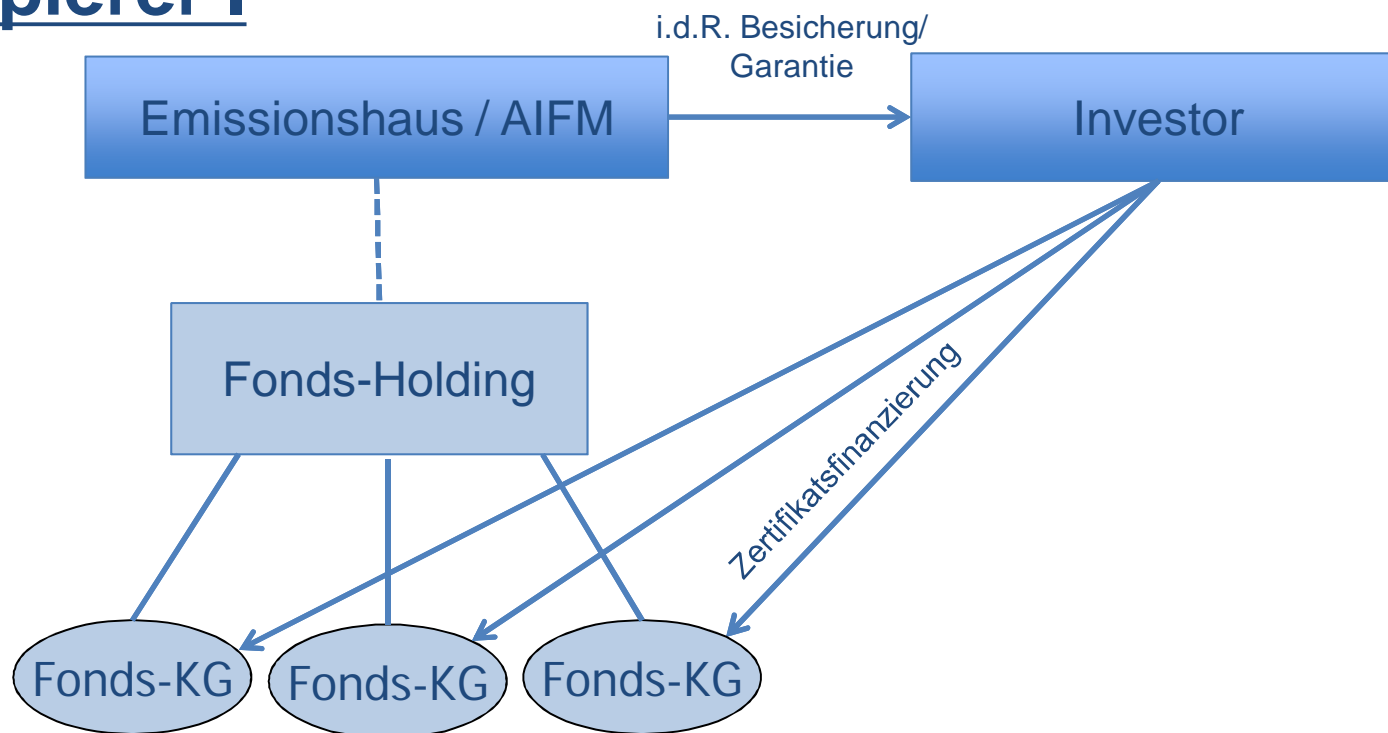 i.d.R. Besicherung/
Garantie
Emissionshaus / AIFM
Investor
Fonds-Holding
Zertifikatsfinanzierung
Fonds-KG
Fonds-KG
Fonds-KG